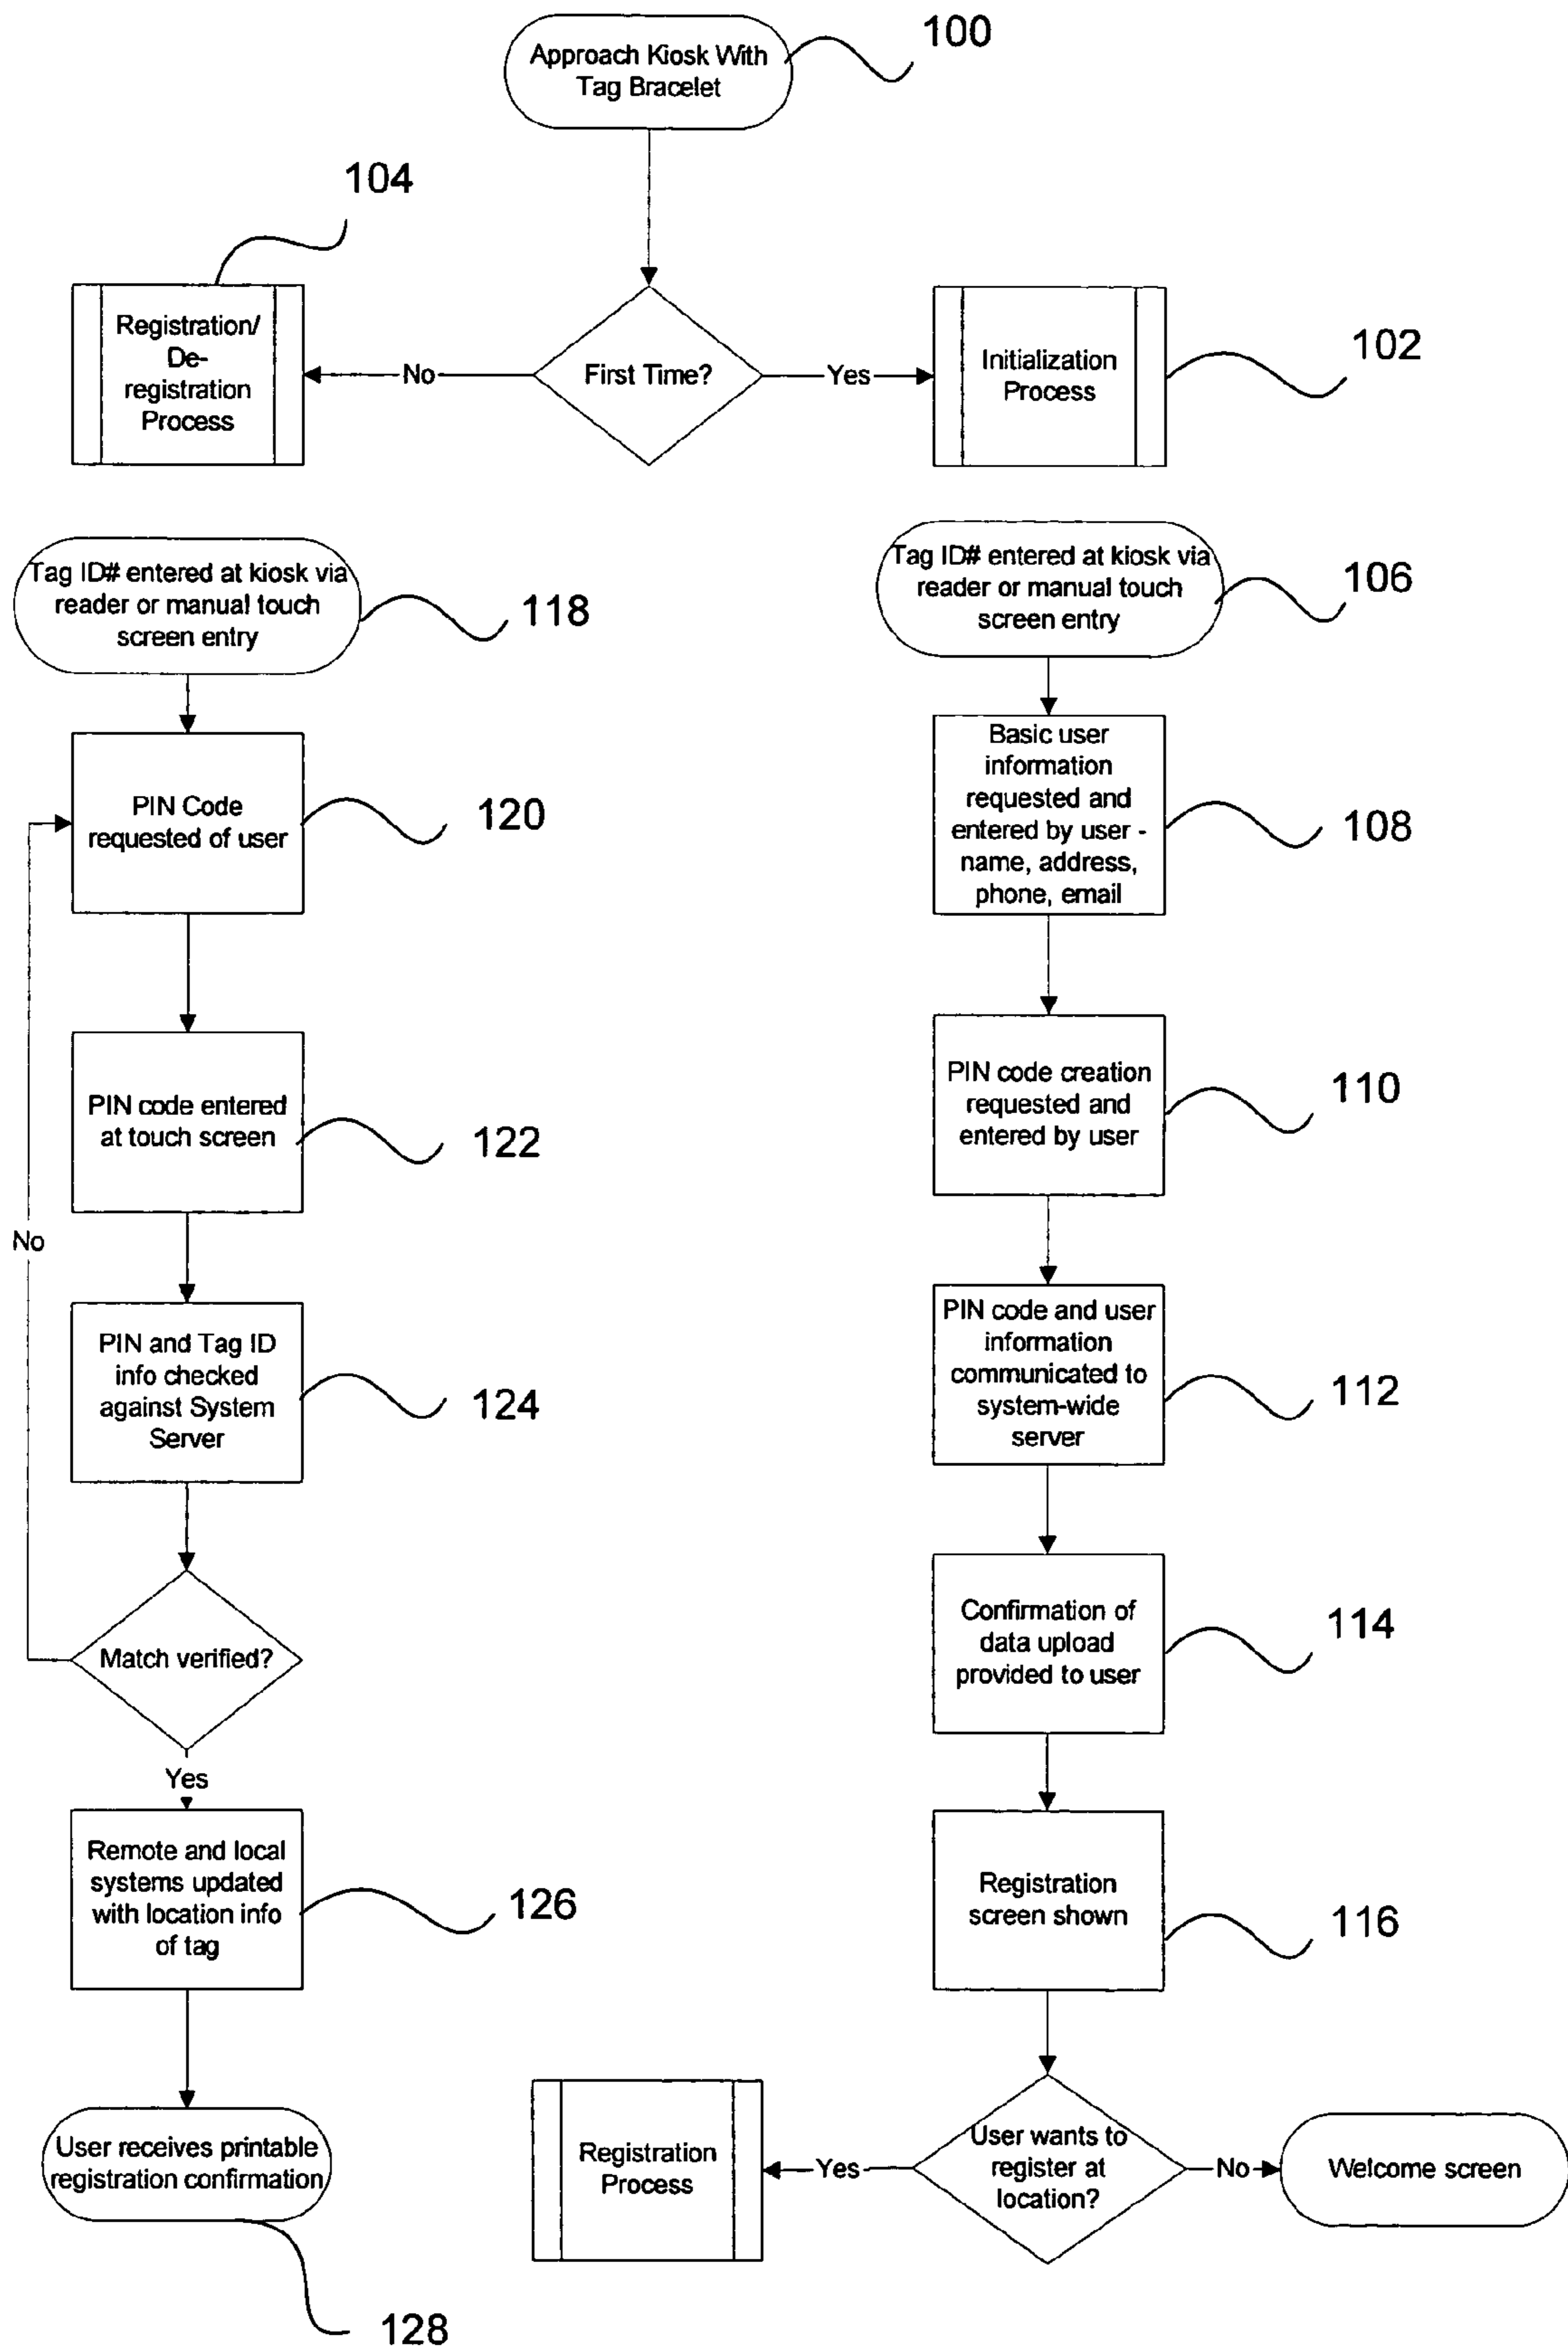 100
Approach Kiosk With
Tag Bracelet
104
Registration/
De-
registration
Process
No
First Time?
Yes
Initialization
Process
102
Tag ID# entered at kiosk via
reader or manual touch
screen entry
118
PIN Code
requested of user
120
PIN code entered
at touch screen
122
No
PIN and Tag ID
info checked
against System
Server
124
Match verified?
Yes
Remote and local
systems updated
with location info
of tag
126
User receives printable
registration confirmation
128
Tag ID# entered at kiosk via
reader or manual touch
screen entry
106
Basic user
information
requested and
entered by user -
name, address,
phone, email
108
PIN code creation
requested and
entered by user
110
PIN code and user
information
communicated to
system-wide
server
112
Confirmation of
data upload
provided to user
114
Registration
screen shown
116
User wants to
register at
location?
Yes
Registration
Process
No
Welcome screen